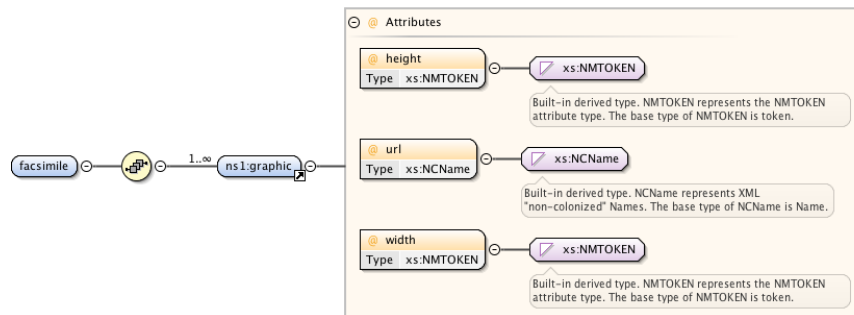 @ Attributes
@ height
Type xs:NMTOKEN
xs:NMTOKEN
Built-in derived type. NMTOKEN represents the NMTOKEN
attribute type. The base type of NMTOKEN is token.
@ url
Type xs:NCName
xs:NCName
Built-in derived type. NCName represents XML
"non-colonized" Names. The base type of NCName is Name.
facsimile
1..∞
ns1:graphic
@ width
Type xs:NMTOKEN
xs:NMTOKEN
Built-in derived type. NMTOKEN represents the NMTOKEN
attribute type. The base type of NMTOKEN is token.